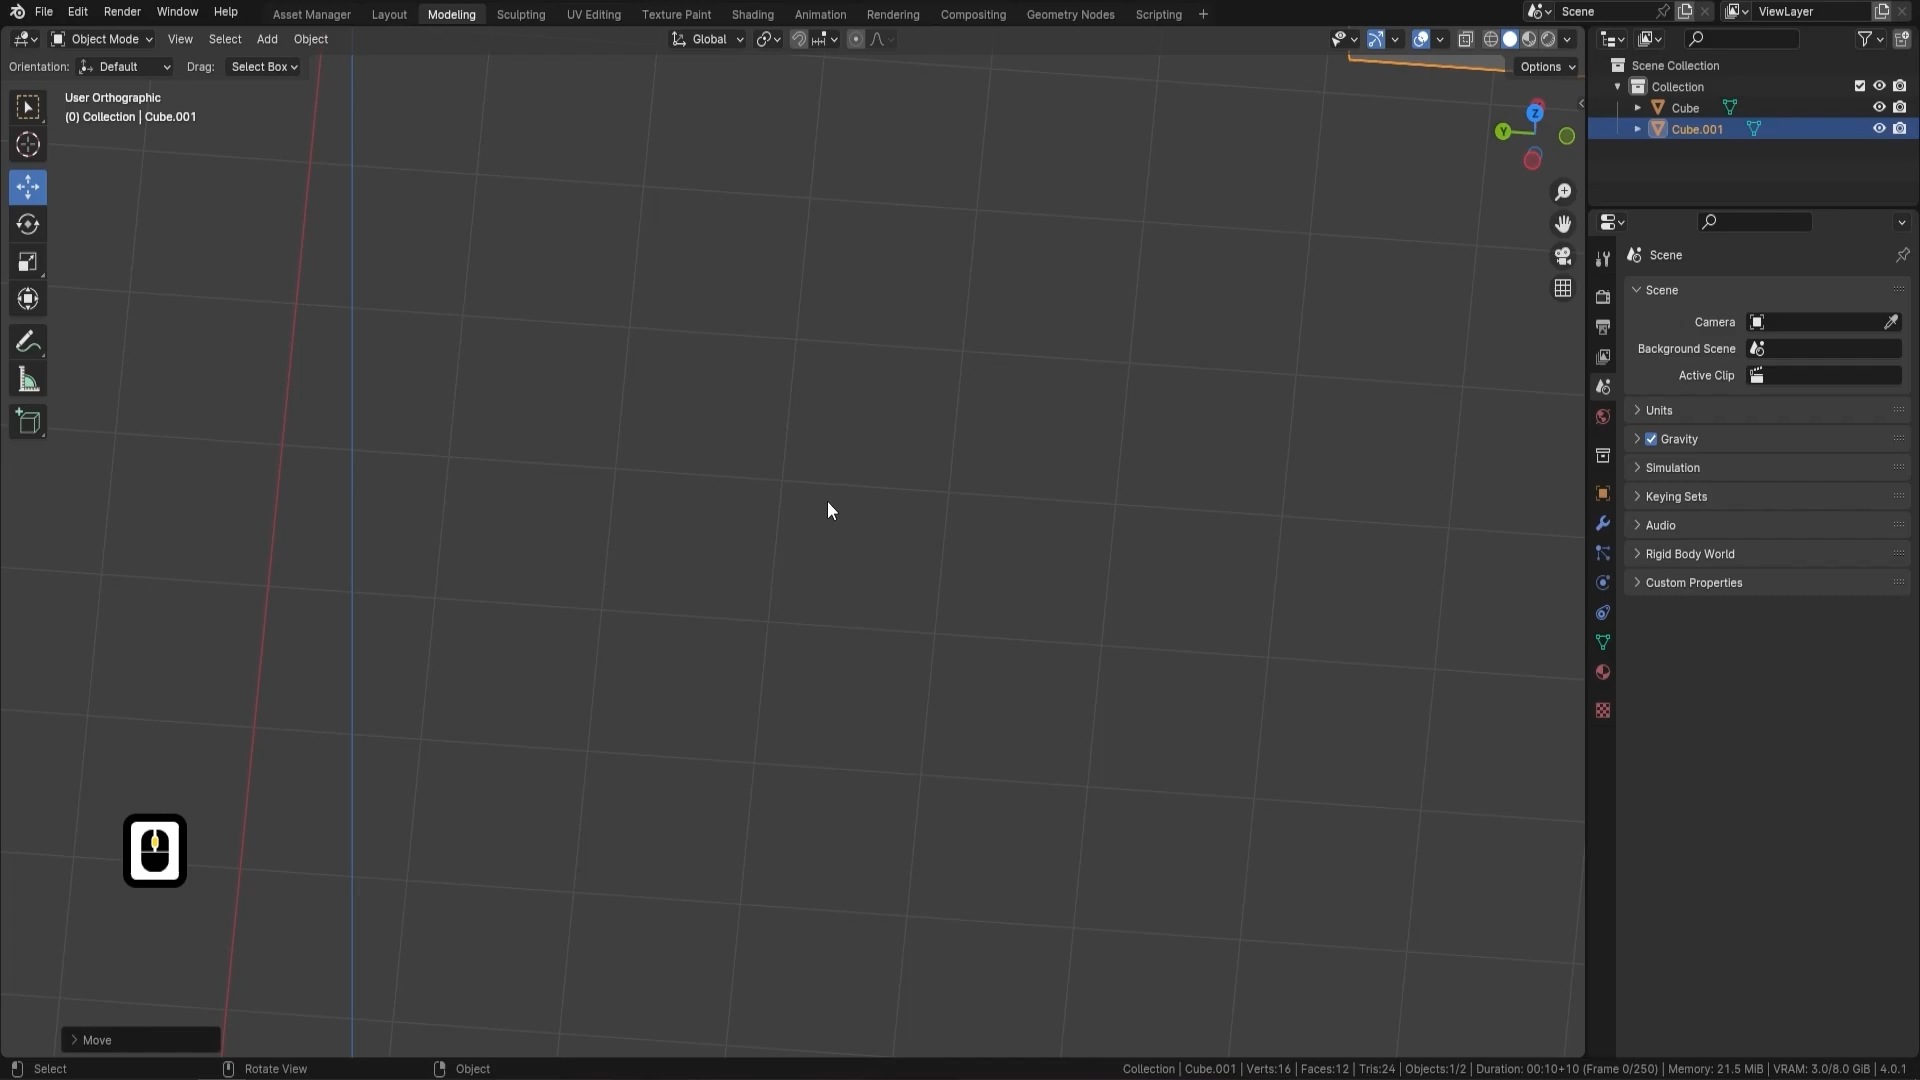 File Edit Render Window Help Asset Manager Layout Modeling Sculpting UV Editing Texture Paint Shading Animation Rendering Compositing Geometry Nodes Scripting + Scene ViewLayer
Object Mode View Select Add Object Global
Orientation: Default Drag: Select Box Options
User Orthographic
(0) Collection | Cube.001
Z
Y
Scene Collection
Collection
Cube
Cube.001
Scene
Scene
Camera
Background Scene
Active Clip
Units
Gravity
Simulation
Keying Sets
Audio
Rigid Body World
Custom Properties
Move
Select Rotate View Object Collection | Cube.001 | Verts:16 | Faces:12 | Tris:24 | Objects:1/2 | Duration: 00:10+10 (Frame 0/250) | Memory: 21.5 MiB | VRAM: 3.0/8.0 GiB | 4.0.1